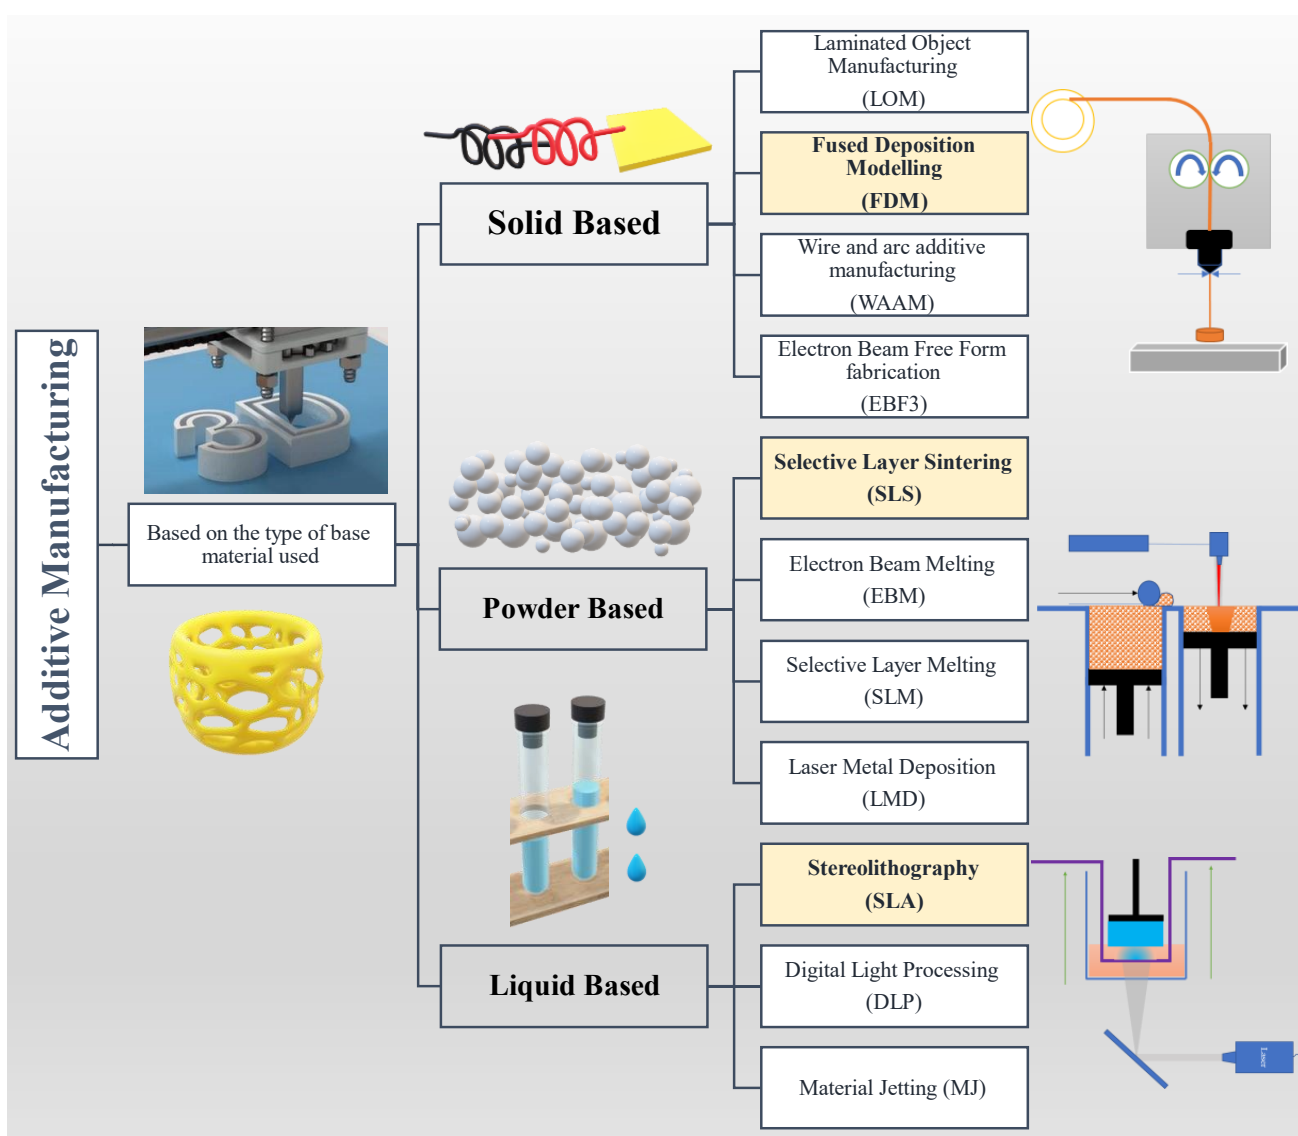 Additive Manufacturing
Based on the type of base
material used
Solid Based
Laminated Object
Manufacturing
(LOM)
Fused Deposition
Modelling
(FDM)
Wire and arc additive
manufacturing
(WAAM)
Electron Beam Free Form
fabrication
(EBF3)
Powder Based
Selective Layer Sintering
(SLS)
Electron Beam Melting
(EBM)
Selective Layer Melting
(SLM)
Laser Metal Deposition
(LMD)
Liquid Based
Stereolithography
(SLA)
Digital Light Processing
(DLP)
Material Jetting (MJ)
Laser